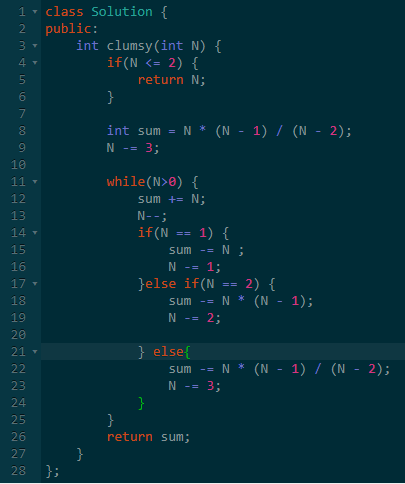 1 class Solution {
2 public:
3     int clumsy(int N) {
4         if(N <= 2) {
5             return N;
6         }
7
8         int sum = N * (N - 1) / (N - 2);
9         N -= 3;
10
11         while(N>0) {
12             sum += N;
13             N--;
14             if(N == 1) {
15                 sum -= N ;
16                 N -= 1;
17             }else if(N == 2) {
18                 sum -= N * (N - 1);
19                 N -= 2;
20
21             } else{
22                 sum -= N * (N - 1) / (N - 2);
23                 N -= 3;
24             }
25         }
26         return sum;
27     }
28 };